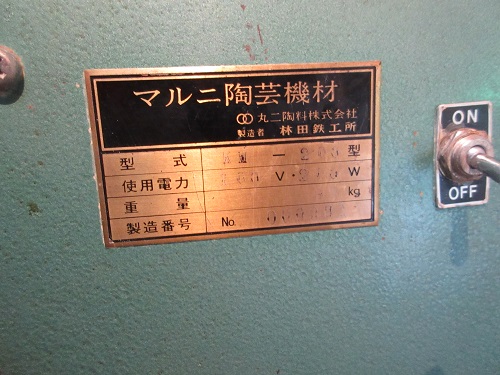 マルニ陶芸機材
丸二陶料株式会社
製造者 林田鉄工所
型式 - 型
使用電力 V· W
重量 kg
製造番号 No.
ON
OFF